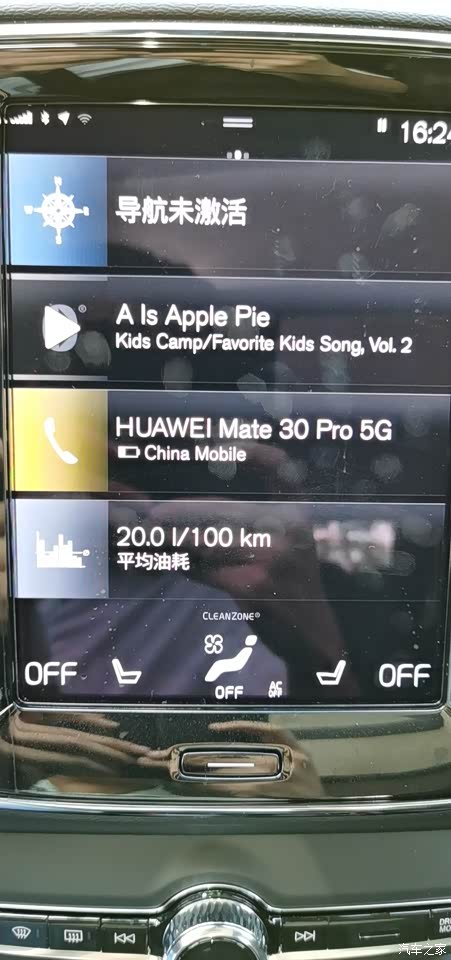 16:24
导航未激活
A Is Apple Pie
Kids Camp/Favorite Kids Song, Vol. 2
HUAWEI Mate 30 Pro 5G
China Mobile
20.0 l/100 km
平均油耗
CLEANZONE®
OFF
OFF
AC OFF
OFF
汽车之家